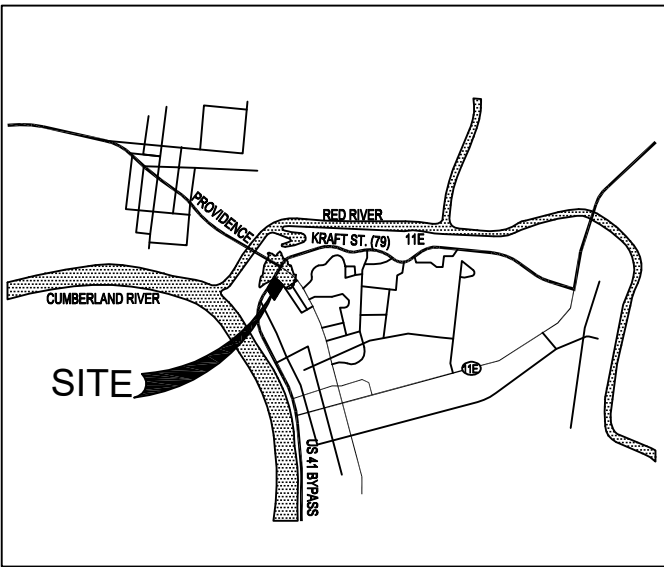 PROVIDENCE
RED RIVER
KRAFT ST. (79) 11E
CUMBERLAND RIVER
SITE
11E
US 41 BYPASS